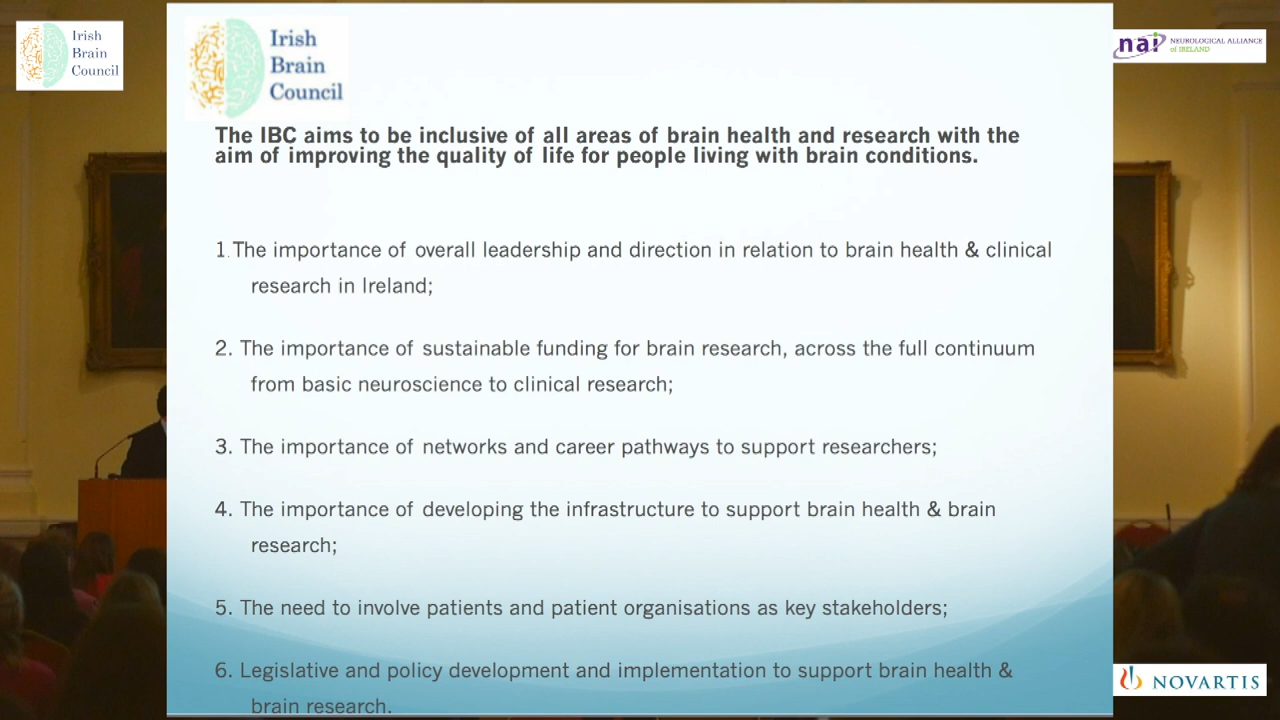 Irish
Brain
Council
Irish
Brain
Council
nai NEUROLOGICAL ALLIANCE
of IRELAND
The IBC aims to be inclusive of all areas of brain health and research with the
aim of improving the quality of life for people living with brain conditions.
1.The importance of overall leadership and direction in relation to brain health & clinical
research in Ireland;
2. The importance of sustainable funding for brain research, across the full continuum
from basic neuroscience to clinical research;
3. The importance of networks and career pathways to support researchers;
4. The importance of developing the infrastructure to support brain health & brain
research;
5. The need to involve patients and patient organisations as key stakeholders;
6. Legislative and policy development and implementation to support brain health &
brain research.
NOVARTIS